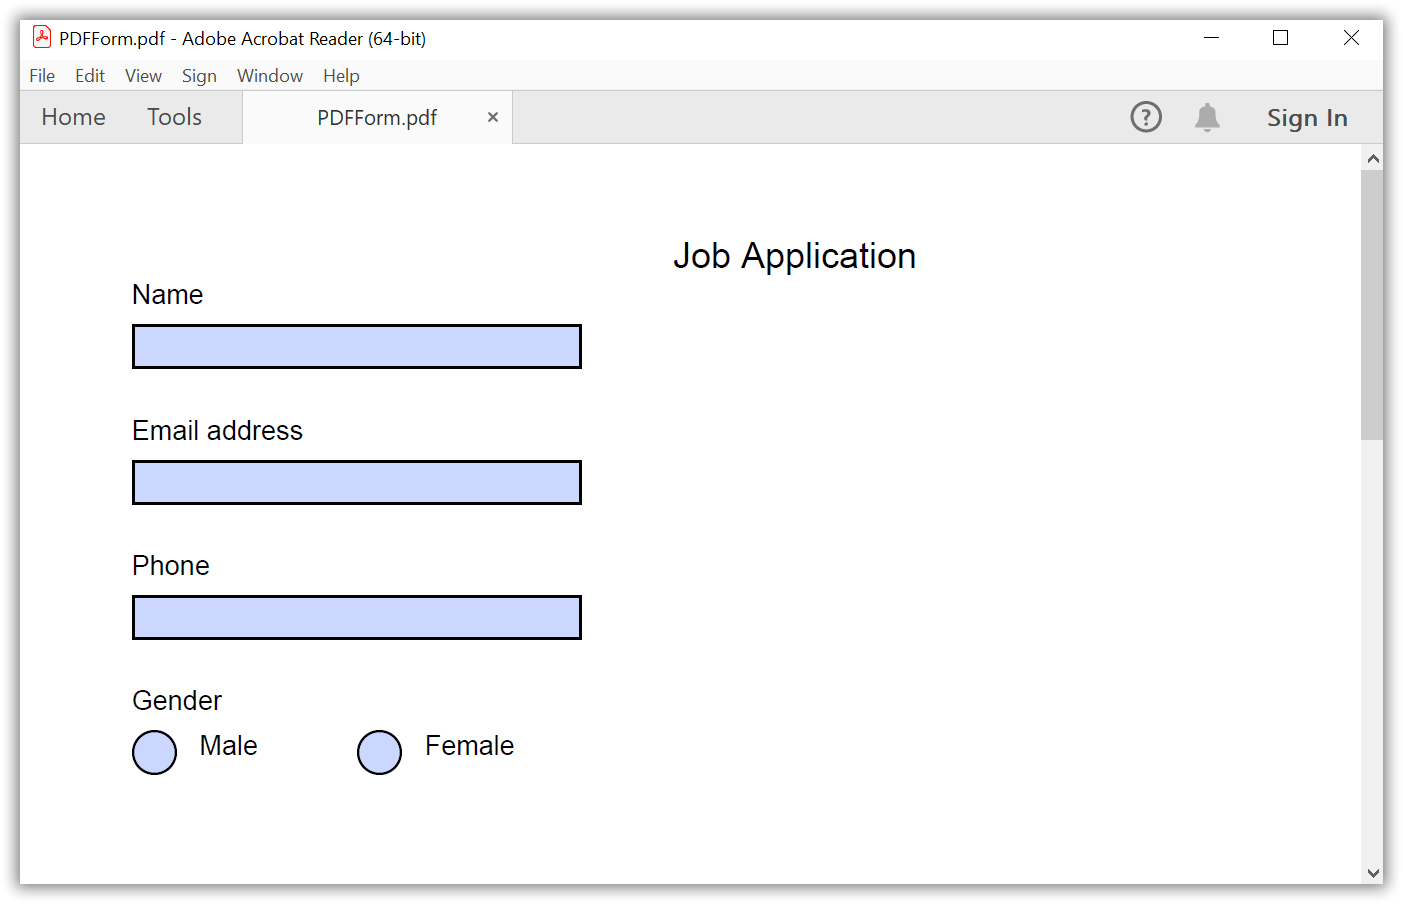 PDFForm.pdf - Adobe Acrobat Reader (64-bit)
File Edit View Sign Window Help
Home Tools PDFForm.pdf × ? Sign In
Job Application
Name
Email address
Phone
Gender
Male Female